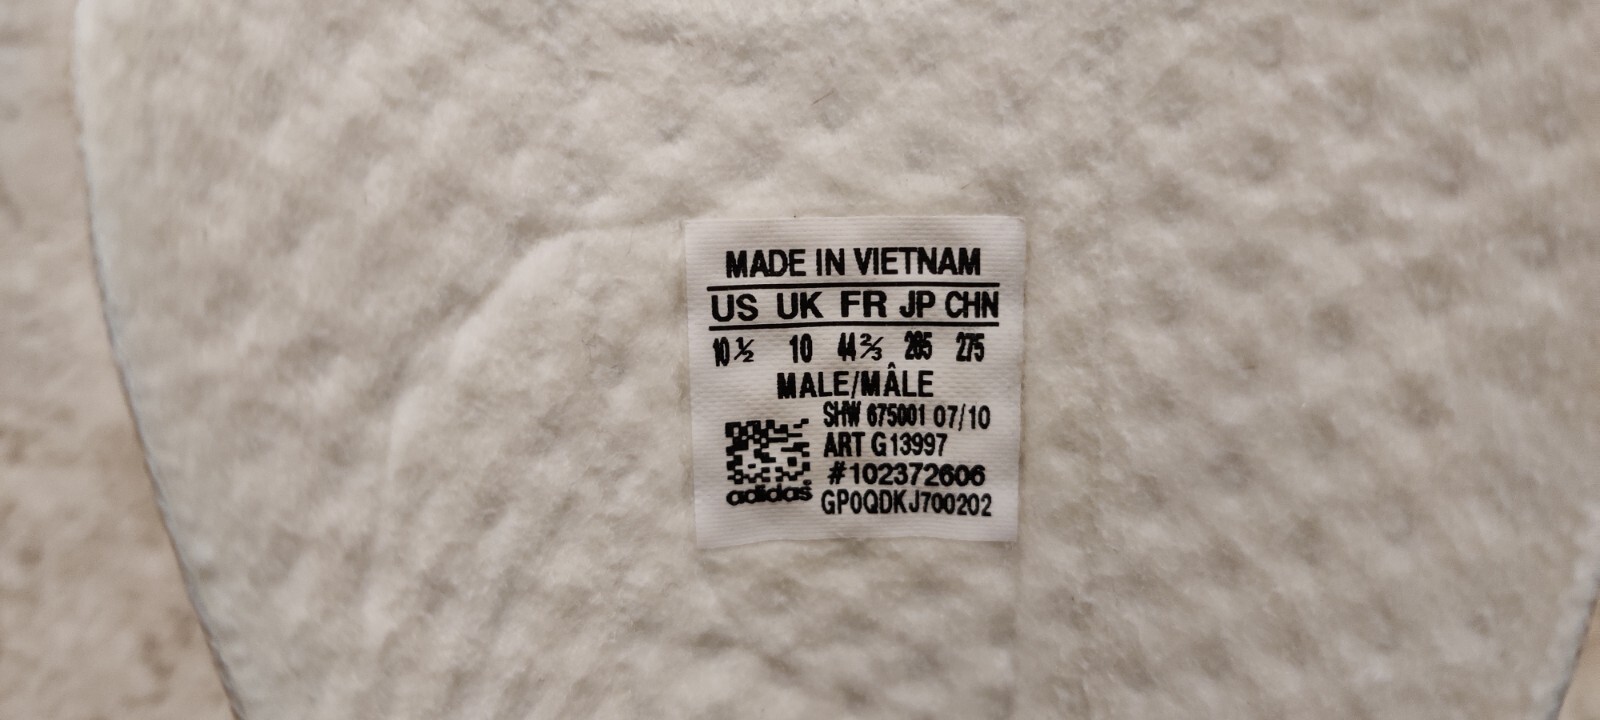 MADE IN VIETNAM
US UK FR JP CHN
10½ 10 44⅔ 285 275
MALE/MÂLE
SHW 675001 07/10
ART G13997
#102372606
adidas GP0QDKJ700202